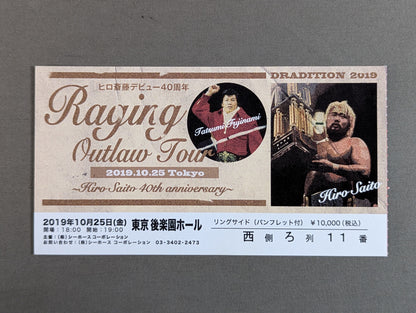 ヒロ斎藤デビュー40周年
Raging
Outlaw Tour
2019.10.25 Tokyo
~Hiro Saito 40th anniversary~
Tatsumi Fujinami
DRADITION 2019
Hiro Saito
2019年10月25日(金)
開場：18:00 開始：19:00
東京 後楽園ホール
リングサイド（パンフレット付）￥10,000(税込)
主催：(株)シーホース コーポレーション
お問い合わせ：(株)シーホース コーポレーション 03-3402-2473
西 側 ろ 列 11 番